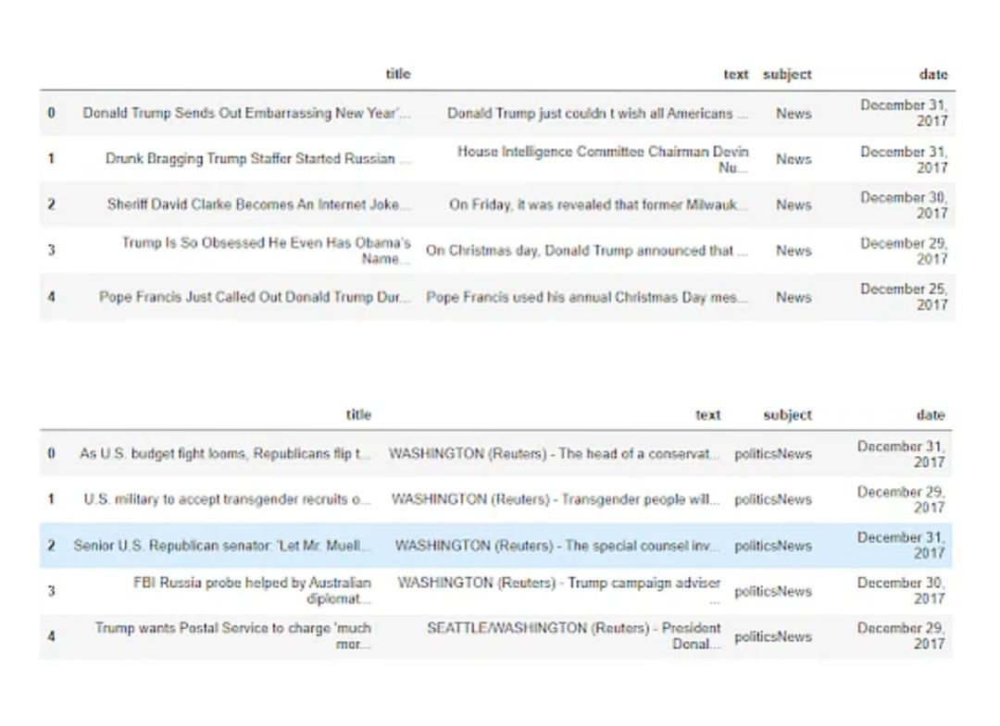 title text subject date
0 Donald Trump Sends Out Embarrassing New Year'... Donald Trump just couldn t wish all Americans ... News December 31, 2017
1 Drunk Bragging Trump Staffer Started Russian ... House Intelligence Committee Chairman Devin Nu... News December 31, 2017
2 Sheriff David Clarke Becomes An Internet Joke... On Friday, it was revealed that former Milwauk... News December 30, 2017
3 Trump Is So Obsessed He Even Has Obama's Name... On Christmas day, Donald Trump announced that ... News December 29, 2017
4 Pope Francis Just Called Out Donald Trump Dur... Pope Francis used his annual Christmas Day mes... News December 25, 2017
title text subject date
0 As U.S. budget fight looms, Republicans flip t... WASHINGTON (Reuters) - The head of a conservat... politicsNews December 31, 2017
1 U.S. military to accept transgender recruits o... WASHINGTON (Reuters) - Transgender people will... politicsNews December 29, 2017
2 Senior U.S. Republican senator: 'Let Mr. Muell... WASHINGTON (Reuters) - The special counsel inv... politicsNews December 31, 2017
3 FBI Russia probe helped by Australian diplomat... WASHINGTON (Reuters) - Trump campaign adviser ... politicsNews December 30, 2017
4 Trump wants Postal Service to charge 'much mor... SEATTLE/WASHINGTON (Reuters) - President Donal... politicsNews December 29, 2017